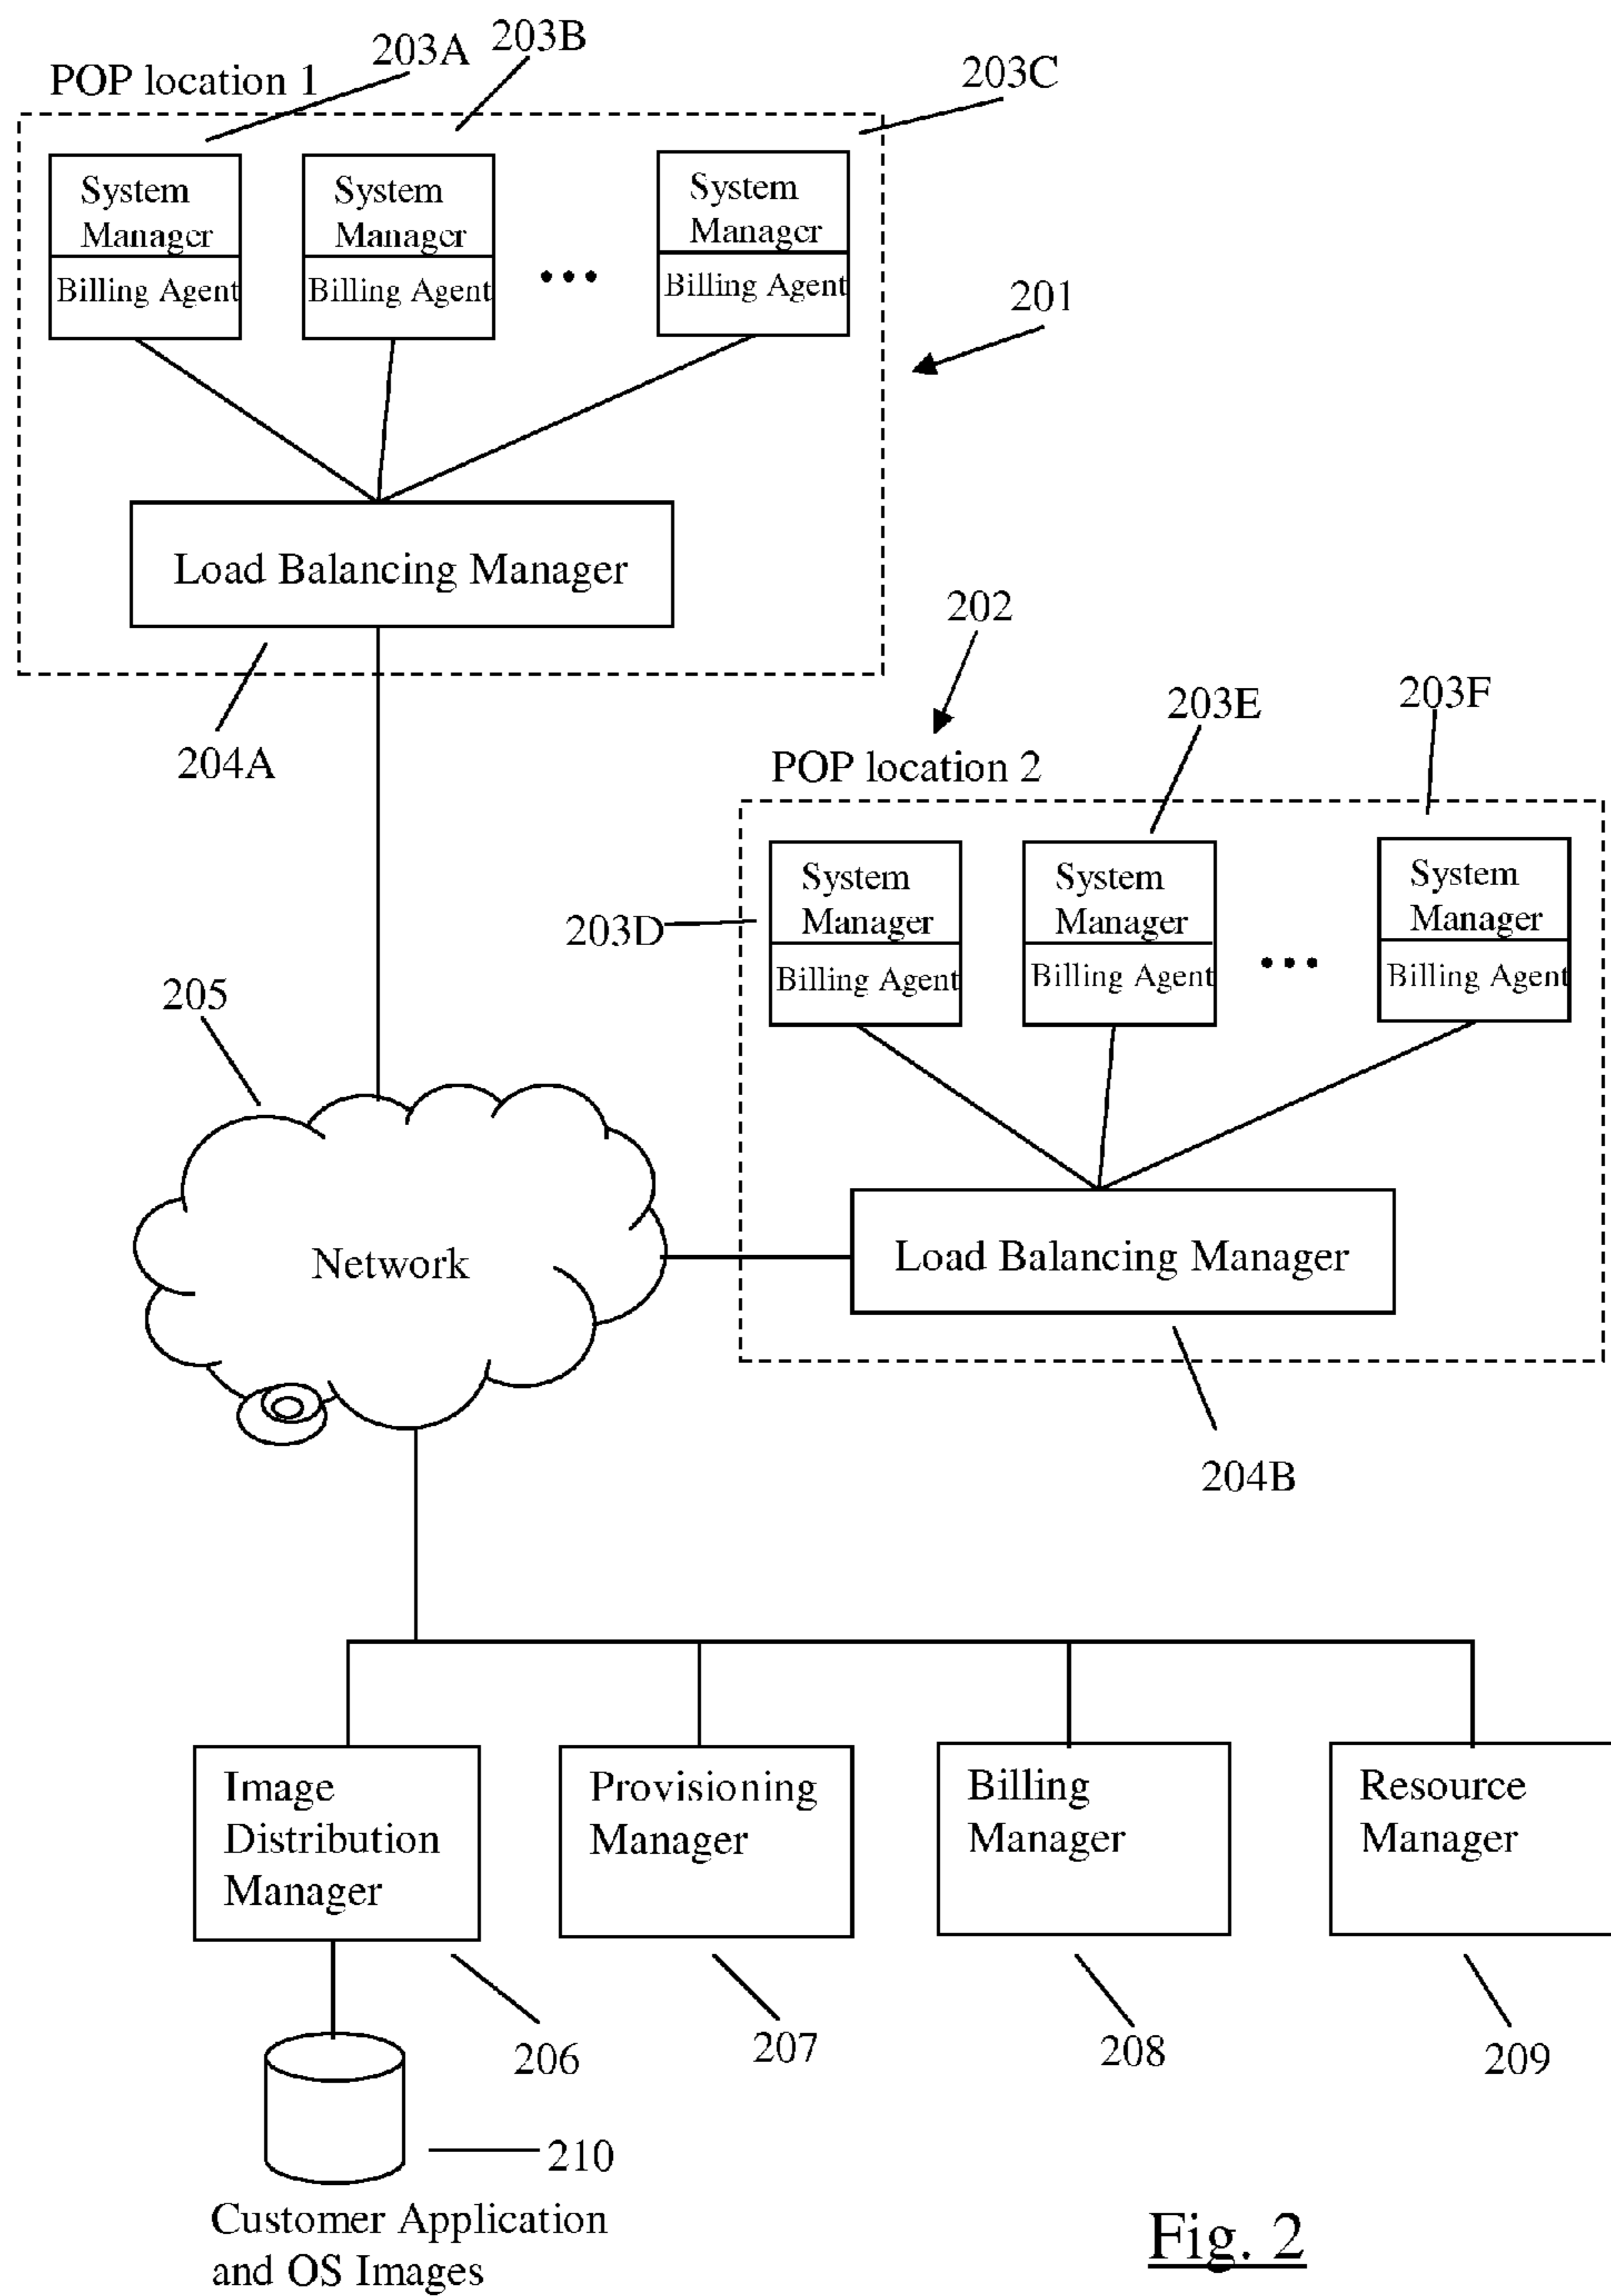 203A
203B
203C
POP location 1
System
Manager
Billing Agent
System
Manager
Billing Agent
System
Manager
Billing Agent
201
Load Balancing Manager
204A
202
203E
203F
POP location 2
System
Manager
Billing Agent
System
Manager
Billing Agent
System
Manager
Billing Agent
203D
205
Network
Load Balancing Manager
204B
Image
Distribution
Manager
Provisioning
Manager
Billing
Manager
Resource
Manager
206
207
208
209
210
Customer Application
and OS Images
Fig. 2